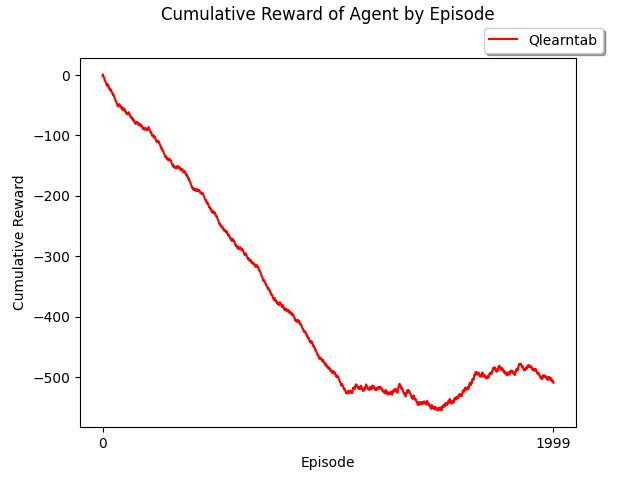 Cumulative Reward of Agent by Episode
Qlearntab
0
−100
−200
−300
−400
−500
Cumulative Reward
0
1999
Episode